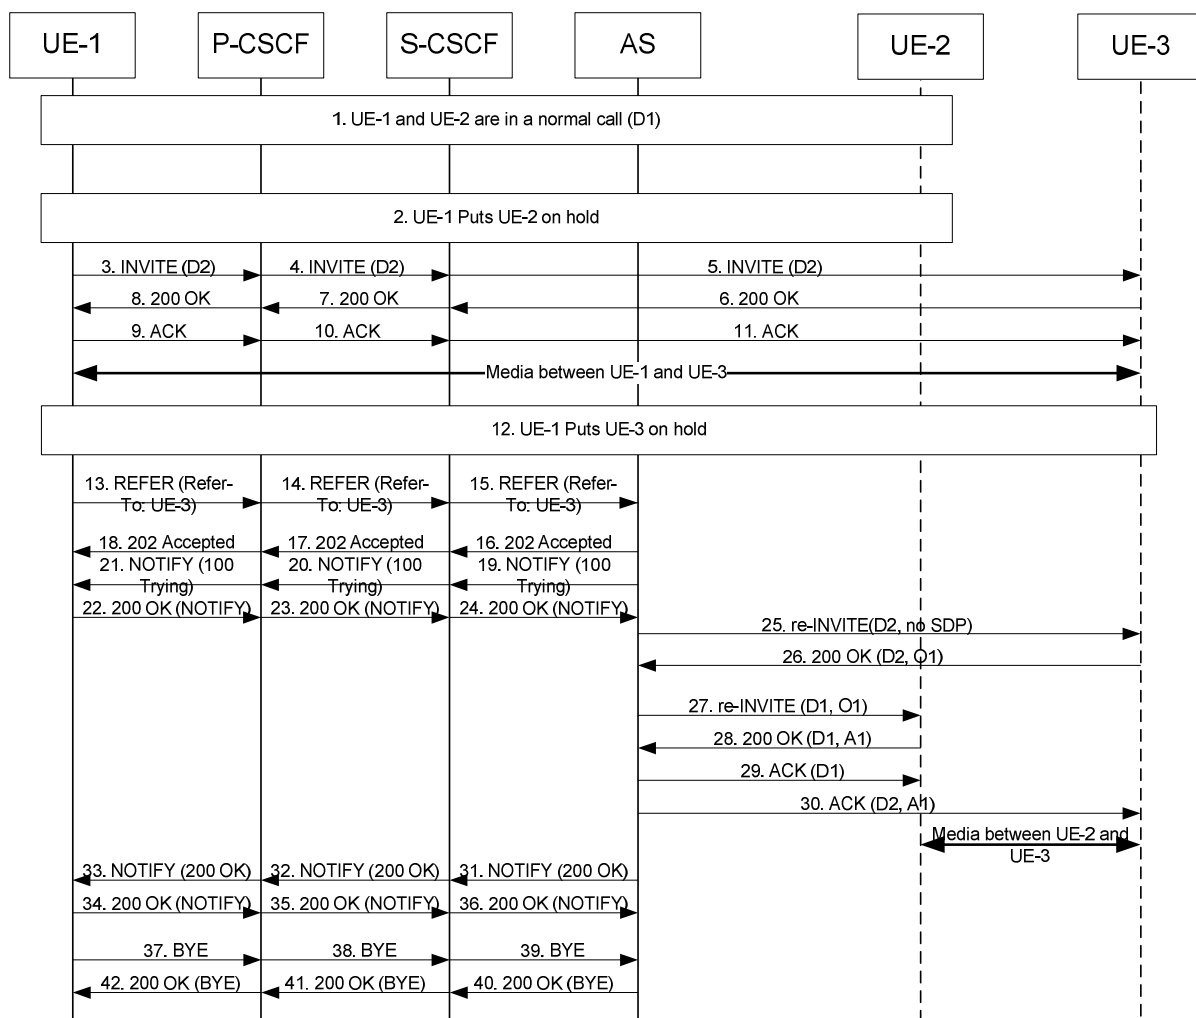 UE-1
P-CSCF
S-CSCF
AS
UE-2
UE-3
1. UE-1 and UE-2 are in a normal call (D1)
2. UE-1 Puts UE-2 on hold
3. INVITE (D2)
4. INVITE (D2)
5. INVITE (D2)
8. 200 OK
7. 200 OK
6. 200 OK
9. ACK
10. ACK
11. ACK
Media between UE-1 and UE-3
12. UE-1 Puts UE-3 on hold
13. REFER (Refer-
To: UE-3)
14. REFER (Refer-
To: UE-3)
15. REFER (Refer-
To: UE-3)
18. 202 Accepted
17. 202 Accepted
16. 202 Accepted
21. NOTIFY (100
Trying)
20. NOTIFY (100
Trying)
19. NOTIFY (100
Trying)
22. 200 OK (NOTIFY)
23. 200 OK (NOTIFY)
24. 200 OK (NOTIFY)
25. re-INVITE(D2, no SDP)
26. 200 OK (D2, O1)
27. re-INVITE (D1, O1)
28. 200 OK (D1, A1)
29. ACK (D1)
30. ACK (D2, A1)
Media between UE-2 and
UE-3
33. NOTIFY (200 OK)
32. NOTIFY (200 OK)
31. NOTIFY (200 OK)
34. 200 OK (NOTIFY)
35. 200 OK (NOTIFY)
36. 200 OK (NOTIFY)
37. BYE
38. BYE
39. BYE
42. 200 OK (BYE)
41. 200 OK (BYE)
40. 200 OK (BYE)